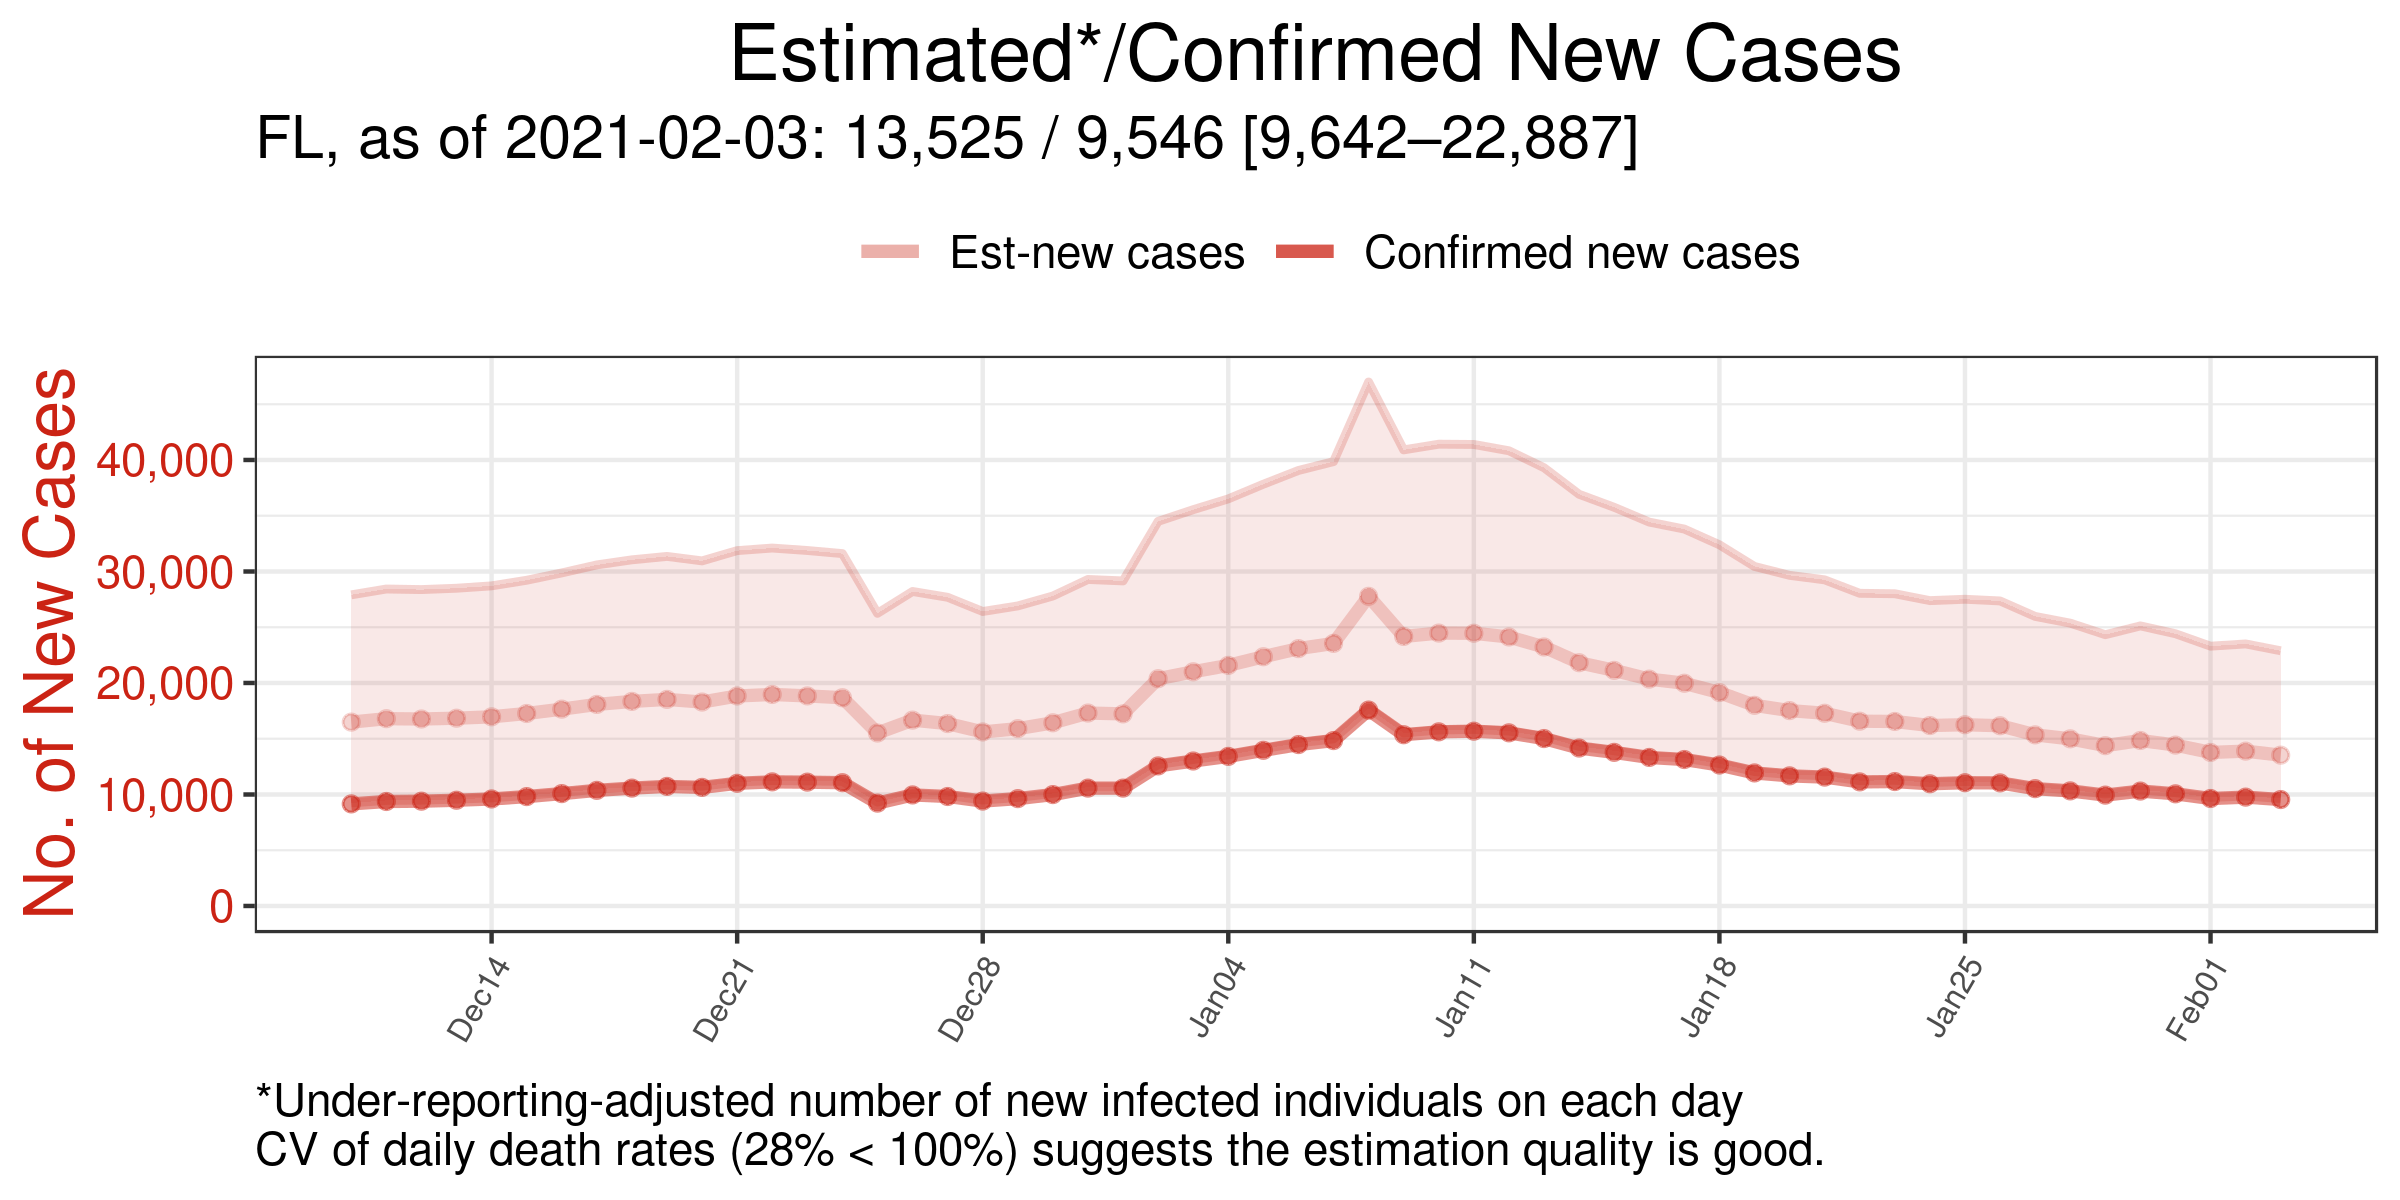 Estimated*/Confirmed New Cases
FL, as of 2021-02-03: 13,525 / 9,546 [9,642–22,887]
Est-new cases
Confirmed new cases
No. of New Cases
40,000
30,000
20,000
10,000
0
Dec14
Dec21
Dec28
Jan04
Jan11
Jan18
Jan25
Feb01
*Under-reporting-adjusted number of new infected individuals on each day
CV of daily death rates (28% < 100%) suggests the estimation quality is good.